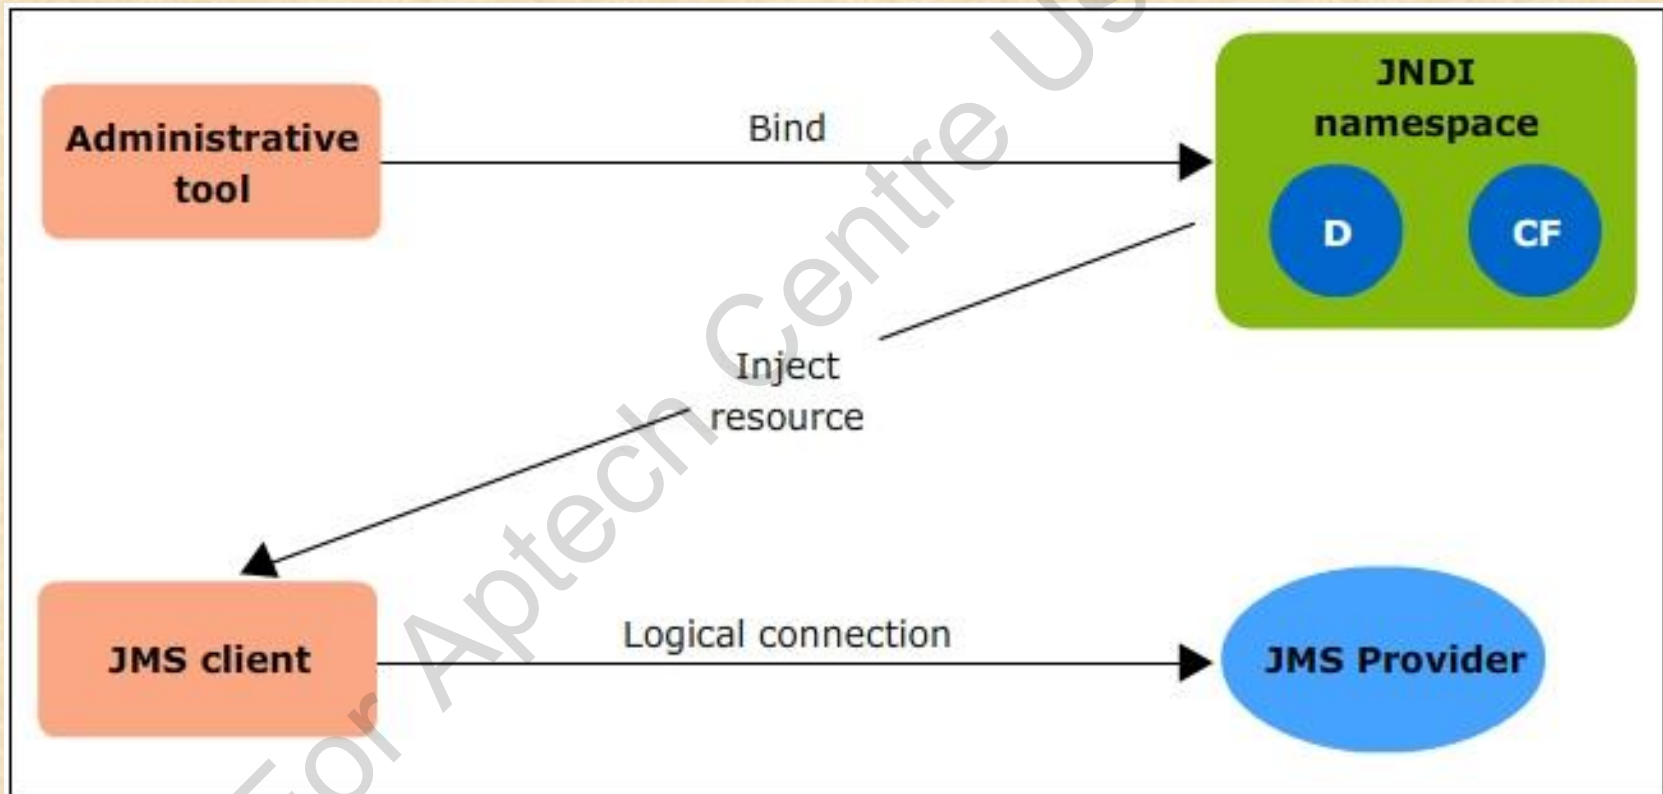 Administrative
tool
Bind
JNDI
namespace
D
CF
Inject
resource
JMS client
Logical connection
JMS Provider
For Aptech Centre Us